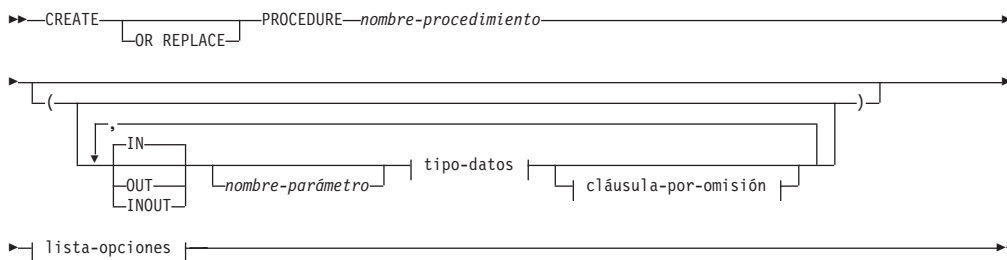 CREATE PROCEDURE nombre-procedimiento
OR REPLACE
( )
,
IN
tipo-datos
OUT nombre-parámetro cláusula-por-omisión
INOUT
lista-opciones